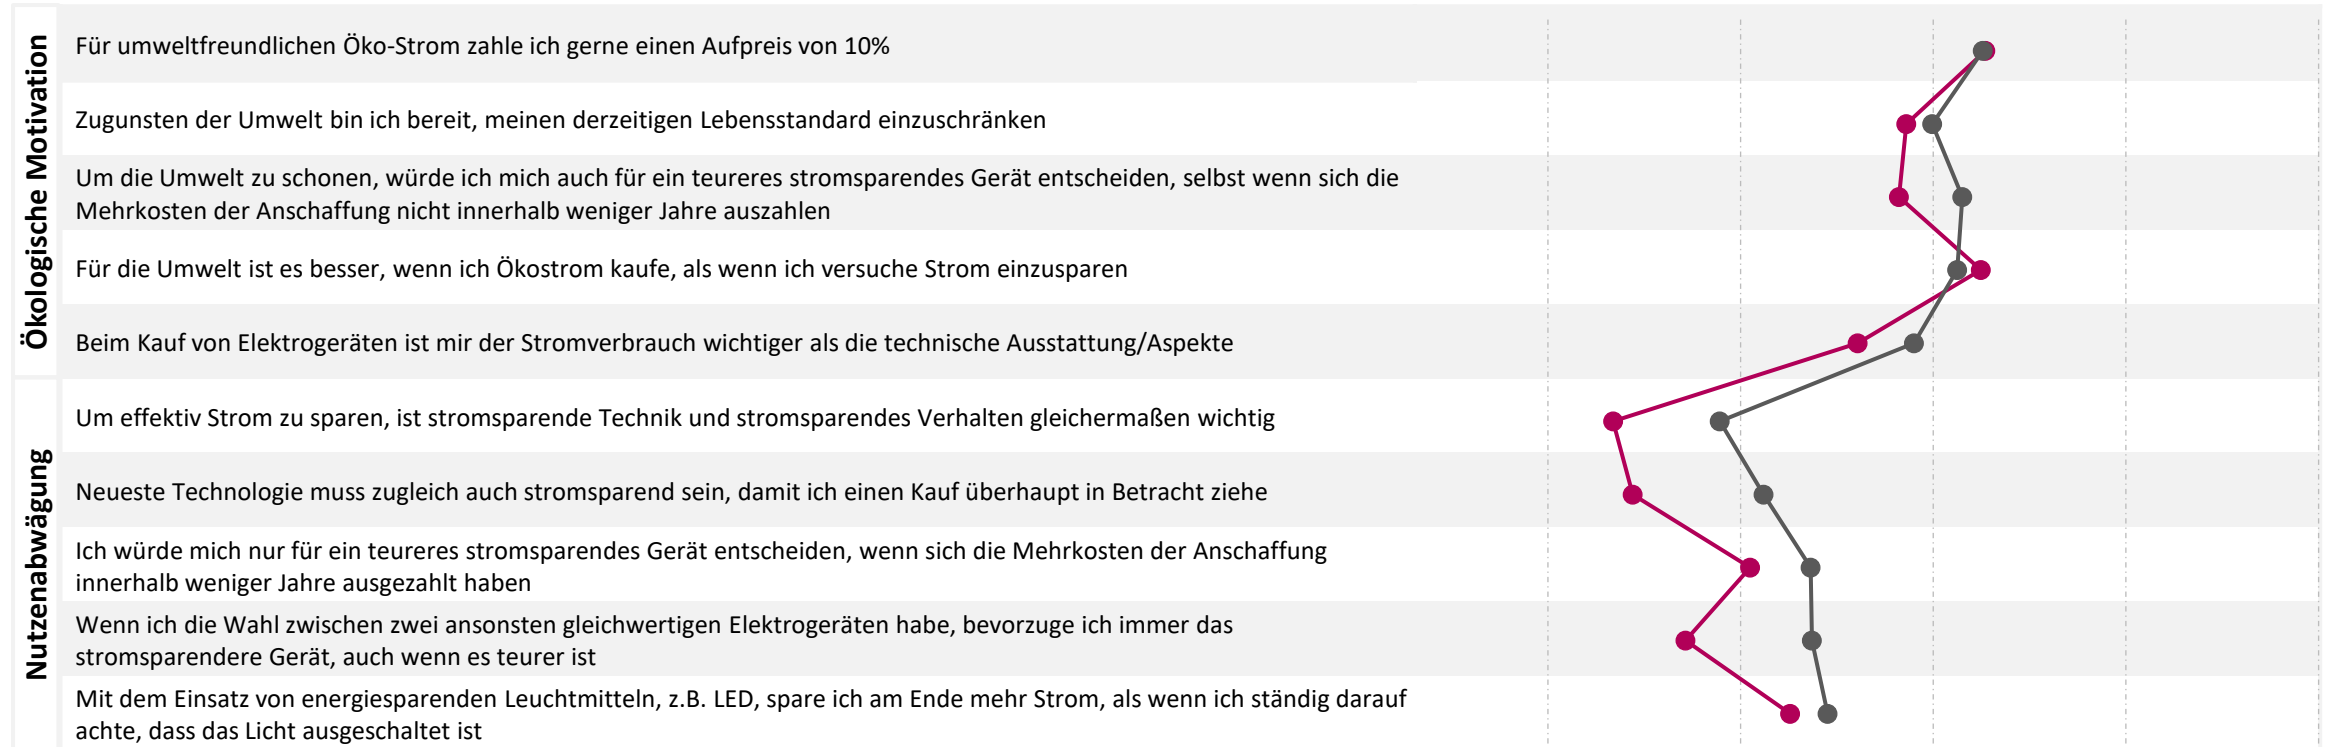 Ökologische Motivation
Für umweltfreundlichen Öko-Strom zahle ich gerne einen Aufpreis von 10%
Zugunsten der Umwelt bin ich bereit, meinen derzeitigen Lebensstandard einzuschränken
Um die Umwelt zu schonen, würde ich mich auch für ein teureres stromsparendes Gerät entscheiden, selbst wenn sich die
Mehrkosten der Anschaffung nicht innerhalb weniger Jahre auszahlen
Für die Umwelt ist es besser, wenn ich Ökostrom kaufe, als wenn ich versuche Strom einzusparen
Beim Kauf von Elektrogeräten ist mir der Stromverbrauch wichtiger als die technische Ausstattung/Aspekte
Nutzenabwägung
Um effektiv Strom zu sparen, ist stromsparende Technik und stromsparendes Verhalten gleichermaßen wichtig
Neueste Technologie muss zugleich auch stromsparend sein, damit ich einen Kauf überhaupt in Betracht ziehe
Ich würde mich nur für ein teureres stromsparendes Gerät entscheiden, wenn sich die Mehrkosten der Anschaffung
innerhalb weniger Jahre ausgezahlt haben
Wenn ich die Wahl zwischen zwei ansonsten gleichwertigen Elektrogeräten habe, bevorzuge ich immer das
stromsparendere Gerät, auch wenn es teurer ist
Mit dem Einsatz von energiesparenden Leuchtmitteln, z.B. LED, spare ich am Ende mehr Strom, als wenn ich ständig darauf
achte, dass das Licht ausgeschaltet ist